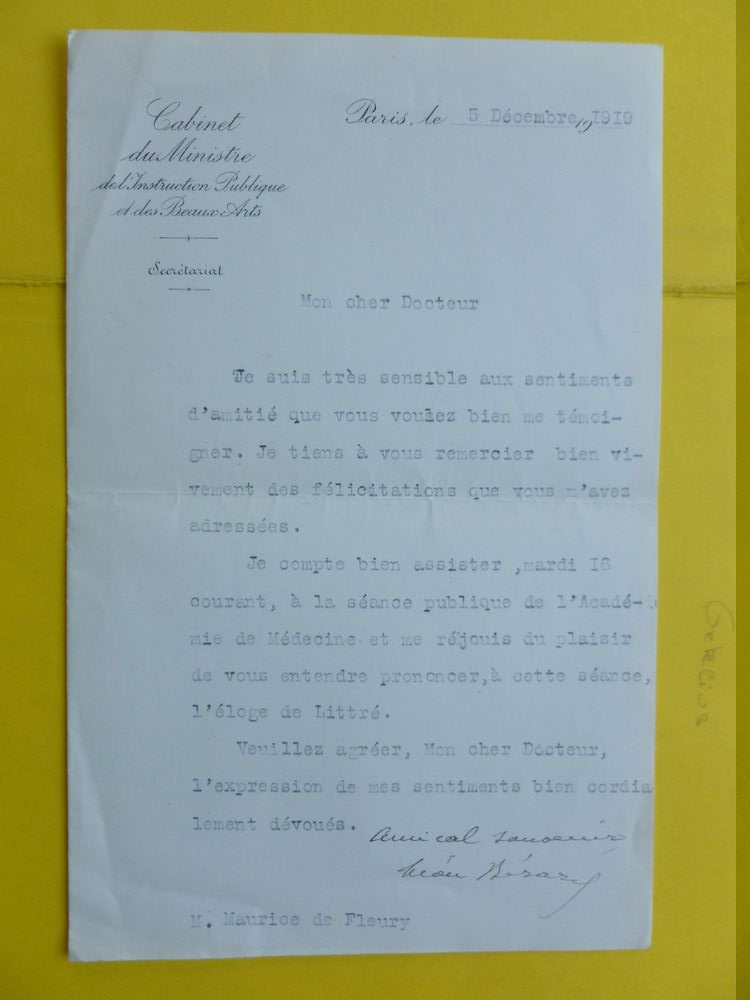 Cabinet
du Ministre
de l'Instruction Publique
et des Beaux-Arts
Secrétariat
Paris, le 5 Décembre 19 1919
Mon cher Docteur
Je suis très sensible aux sentiments
d'amitié que vous voulez bien me témoi-
gner. Je tiens à vous remercier bien vi-
vement des félicitations que vous m'avez
adressées.
Je compte bien assister ,mardi I6
courant, à la séance publique de l'Acadé-
mie de Médecine et me réjouis du plaisir
de vous entendre prononcer,à cette séance,
l'éloge de Littré.
Veuillez agréer, Mon cher Docteur,
l'expression de mes sentiments bien cordia
lement dévoués.
Amical souvenir
Léon Bérard
M. Maurice de Fleury